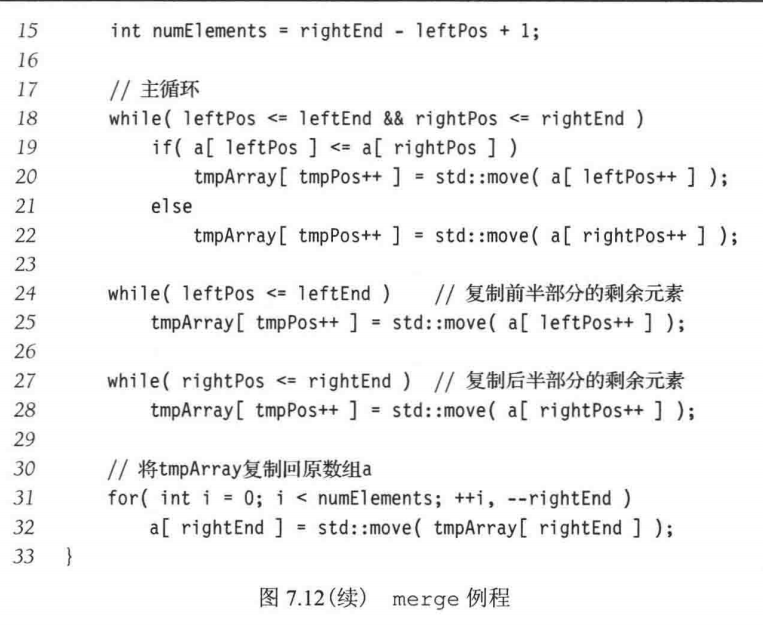 15 int numElements = rightEnd - leftPos + 1;
16
17 // 主循环
18 while( leftPos <= leftEnd && rightPos <= rightEnd )
19 if( a[ leftPos ] <= a[ rightPos ] )
20 tmpArray[ tmpPos++ ] = std::move( a[ leftPos++ ] );
21 else
22 tmpArray[ tmpPos++ ] = std::move( a[ rightPos++ ] );
23
24 while( leftPos <= leftEnd ) // 复制前半部分的剩余元素
25 tmpArray[ tmpPos++ ] = std::move( a[ leftPos++ ] );
26
27 while( rightPos <= rightEnd ) // 复制后半部分的剩余元素
28 tmpArray[ tmpPos++ ] = std::move( a[ rightPos++ ] );
29
30 // 将tmpArray复制回原数组a
31 for( int i = 0; i < numElements; ++i, --rightEnd )
32 a[ rightEnd ] = std::move( tmpArray[ rightEnd ] );
33 }
图 7.12(续) merge 例程